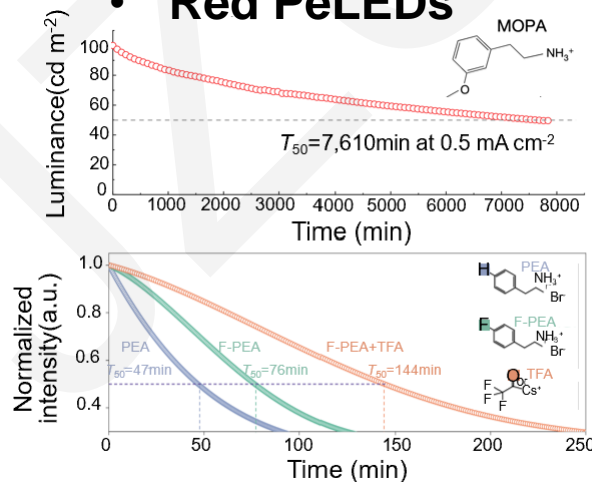 • Red PeLEDs
Luminance(cd m⁻²)
100
80
60
40
20
0
MOPA
NH₃⁺
O
T₅₀=7,610min at 0.5 mA cm⁻²
0 1000 2000 3000 4000 5000 6000 7000 8000
Time (min)
Normalized
intensity(a.u.)
1.0
0.8
0.6
0.4
PEA F-PEA F-PEA+TFA
T₅₀=47min T₅₀=76min T₅₀=144min
H PEA
NH₃⁺
Br⁻
F F-PEA
NH₃⁺
Br⁻
O TFA
O⁻
Cs⁺
F
F
F
0 50 100 150 200 250
Time (min)